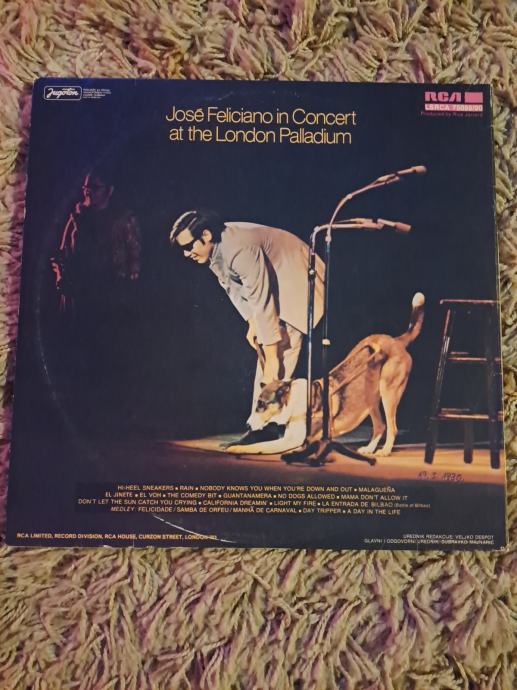 Jugoton
RCA
LSRCA 75089/90
Produced by Rick Jarrard
José Feliciano in Concert
at the London Palladium
HI-HEEL SNEAKERS ■ RAIN ■ NOBODY KNOWS YOU WHEN YOU'RE DOWN AND OUT ■ MALAGUEÑA
EL JINETE ■ EL VOH ■ THE COMEDY BIT ■ GUANTANAMERA ■ NO DOGS ALLOWED ■ MAMA DON'T ALLOW IT
DON'T LET THE SUN CATCH YOU CRYING ■ CALIFORNIA DREAMIN' ■ LIGHT MY FIRE ■ LA ENTRADA DE BILBAO (Battle of Bilbao)
MEDLEY: FELICIDADE/SAMBA DE ORFEU/MANHÃ DE CARNAVAL ■ DAY TRIPPER ■ A DAY IN THE LIFE
RCA LIMITED, RECORD DIVISION, RCA HOUSE, CURZON STREET, LONDON W1
UREDNIK REDAKCIJE: VELJKO DESPOT
GLAVNI I ODGOVORNI UREDNIK: DUBRAVKO MAJNARIĆ